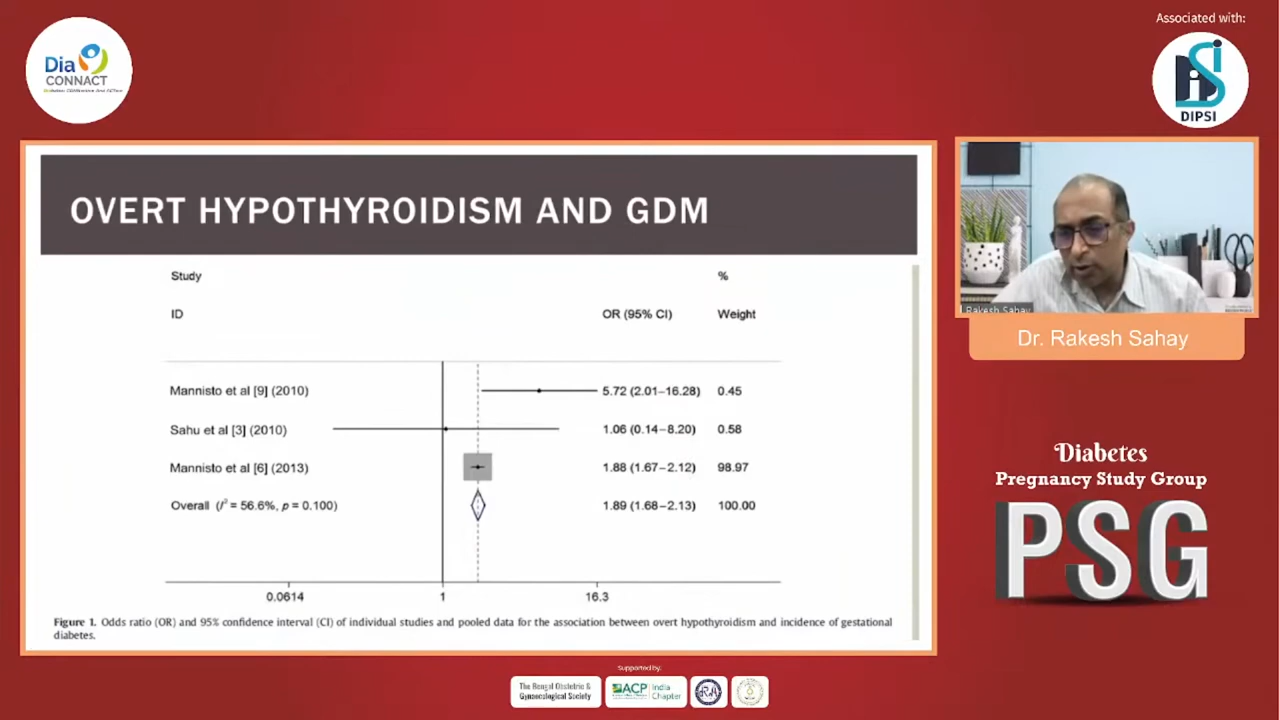 Associated with:
Dia
CONNACT
DIPSI
OVERT HYPOTHYROIDISM AND GDM
Study
%
ID
OR (95% CI)
Weight
Mannisto et al [9] (2010)
5.72 (2.01–16.28)
0.45
Sahu et al [3] (2010)
1.06 (0.14–8.20)
0.58
Mannisto et al [6] (2013)
1.88 (1.67–2.12)
98.97
Overall (I² = 56.6%, p = 0.100)
1.89 (1.68–2.13)
100.00
0.0614
1
16.3
Figure 1. Odds ratio (OR) and 95% confidence interval (CI) of individual studies and pooled data for the association between overt hypothyroidism and incidence of gestational
diabetes.
Rakesh Sahay
Dr. Rakesh Sahay
Diabetes
Pregnancy Study Group
PSG
Supported by:
The Bengal Obstetric &
Gynaecological Society
ACP
India
Chapter